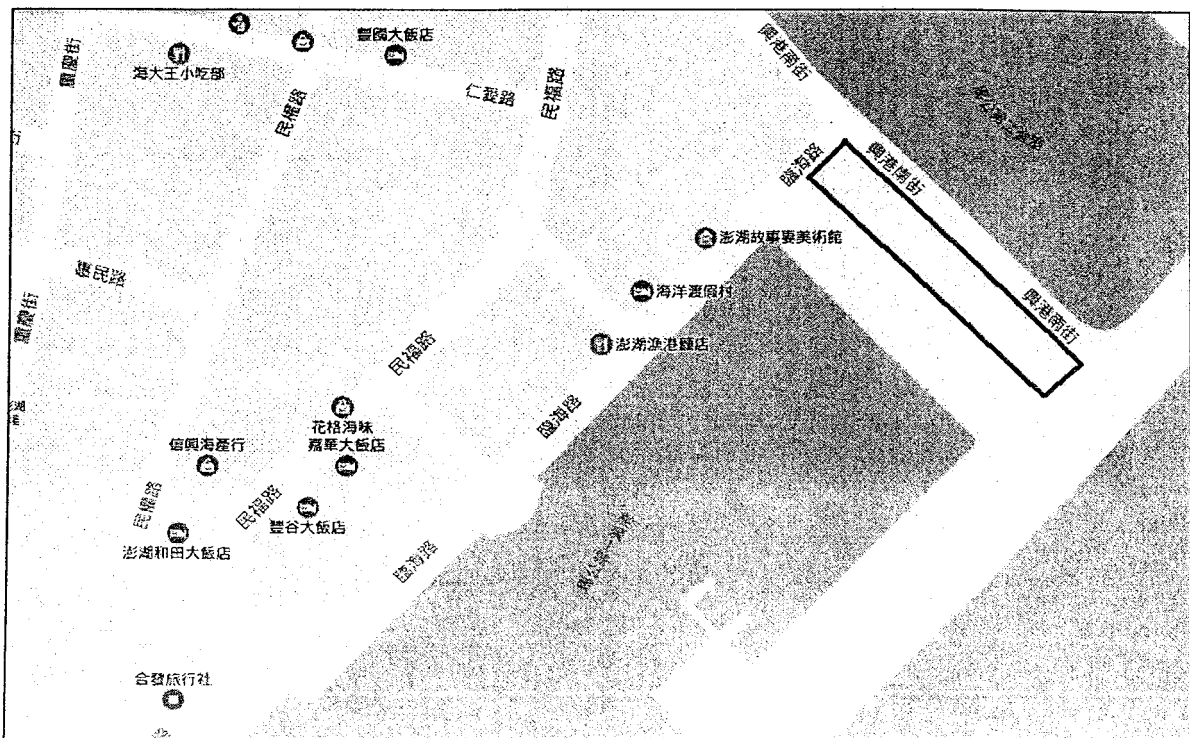 重慶街
海大王小吃部
豐國大飯店
民權路
仁愛路
民福路
興港南街
臨海路
興港南街
澎湖故事妻美術館
惠民路
海洋渡假村
興港南街
重慶街
澎湖漁港麵店
民福路
臨海路
花格海味
信興海產行
嘉華大飯店
民權路
民福路
豐谷大飯店
澎湖和田大飯店
臨海路
合發旅行社